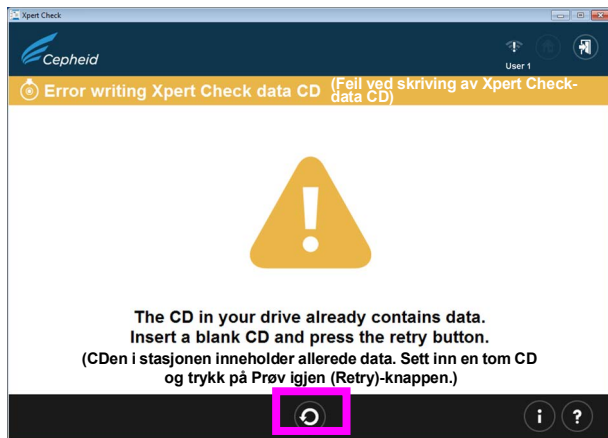 Xpert Check
Cepheid
User 1
Error writing Xpert Check data CD (Feil ved skriving av Xpert Check-
data CD)
The CD in your drive already contains data.
Insert a blank CD and press the retry button.
(CDen i stasjonen inneholder allerede data. Sett inn en tom CD
og trykk på Prøv igjen (Retry)-knappen.)
i ?